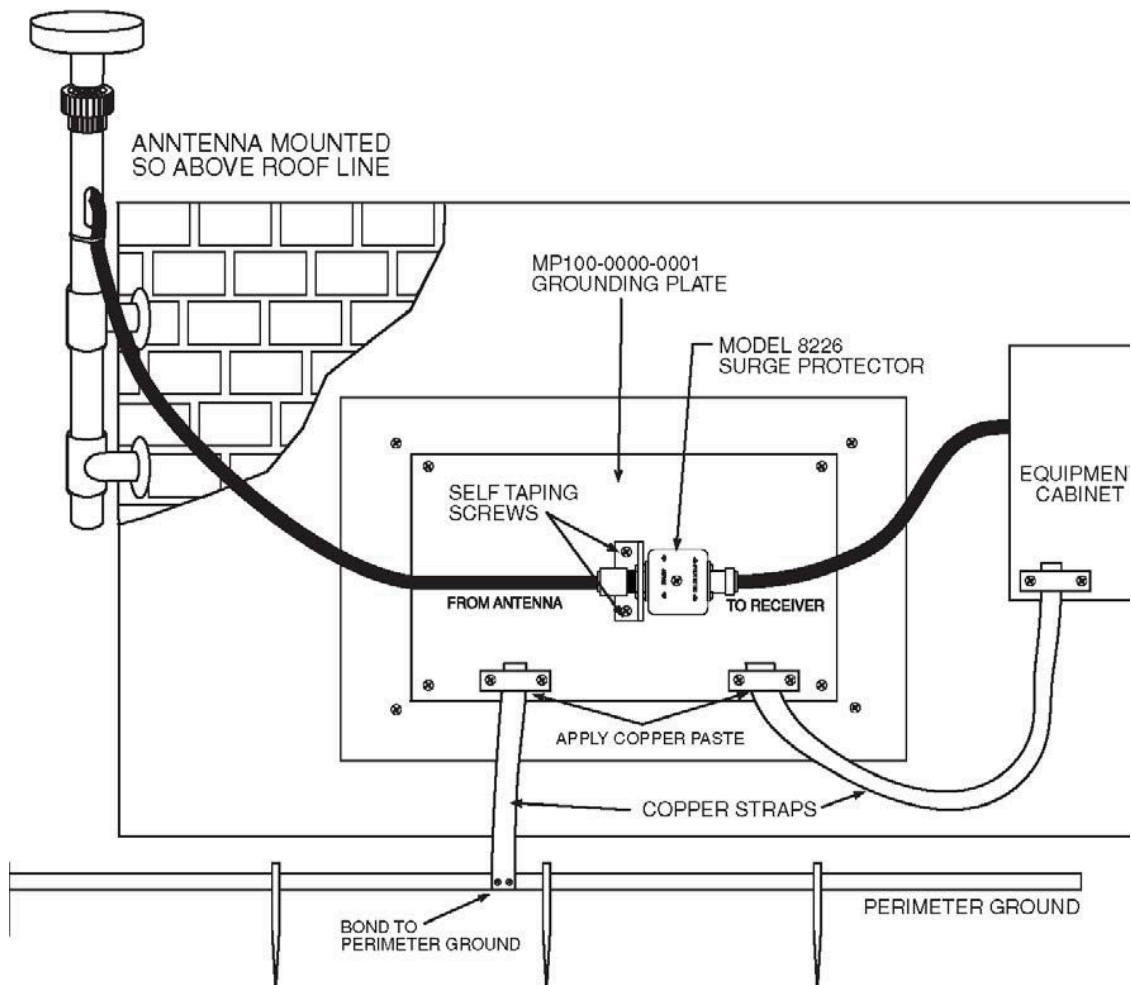 ANNTENNA MOUNTED
SO ABOVE ROOF LINE
MP100-0000-0001
GROUNDING PLATE
MODEL 8226
SURGE PROTECTOR
EQUIPMENT
CABINET
SELF TAPING
SCREWS
FROM ANTENNA
TO RECEIVER
APPLY COPPER PASTE
COPPER STRAPS
PERIMETER GROUND
BOND TO
PERIMETER GROUND